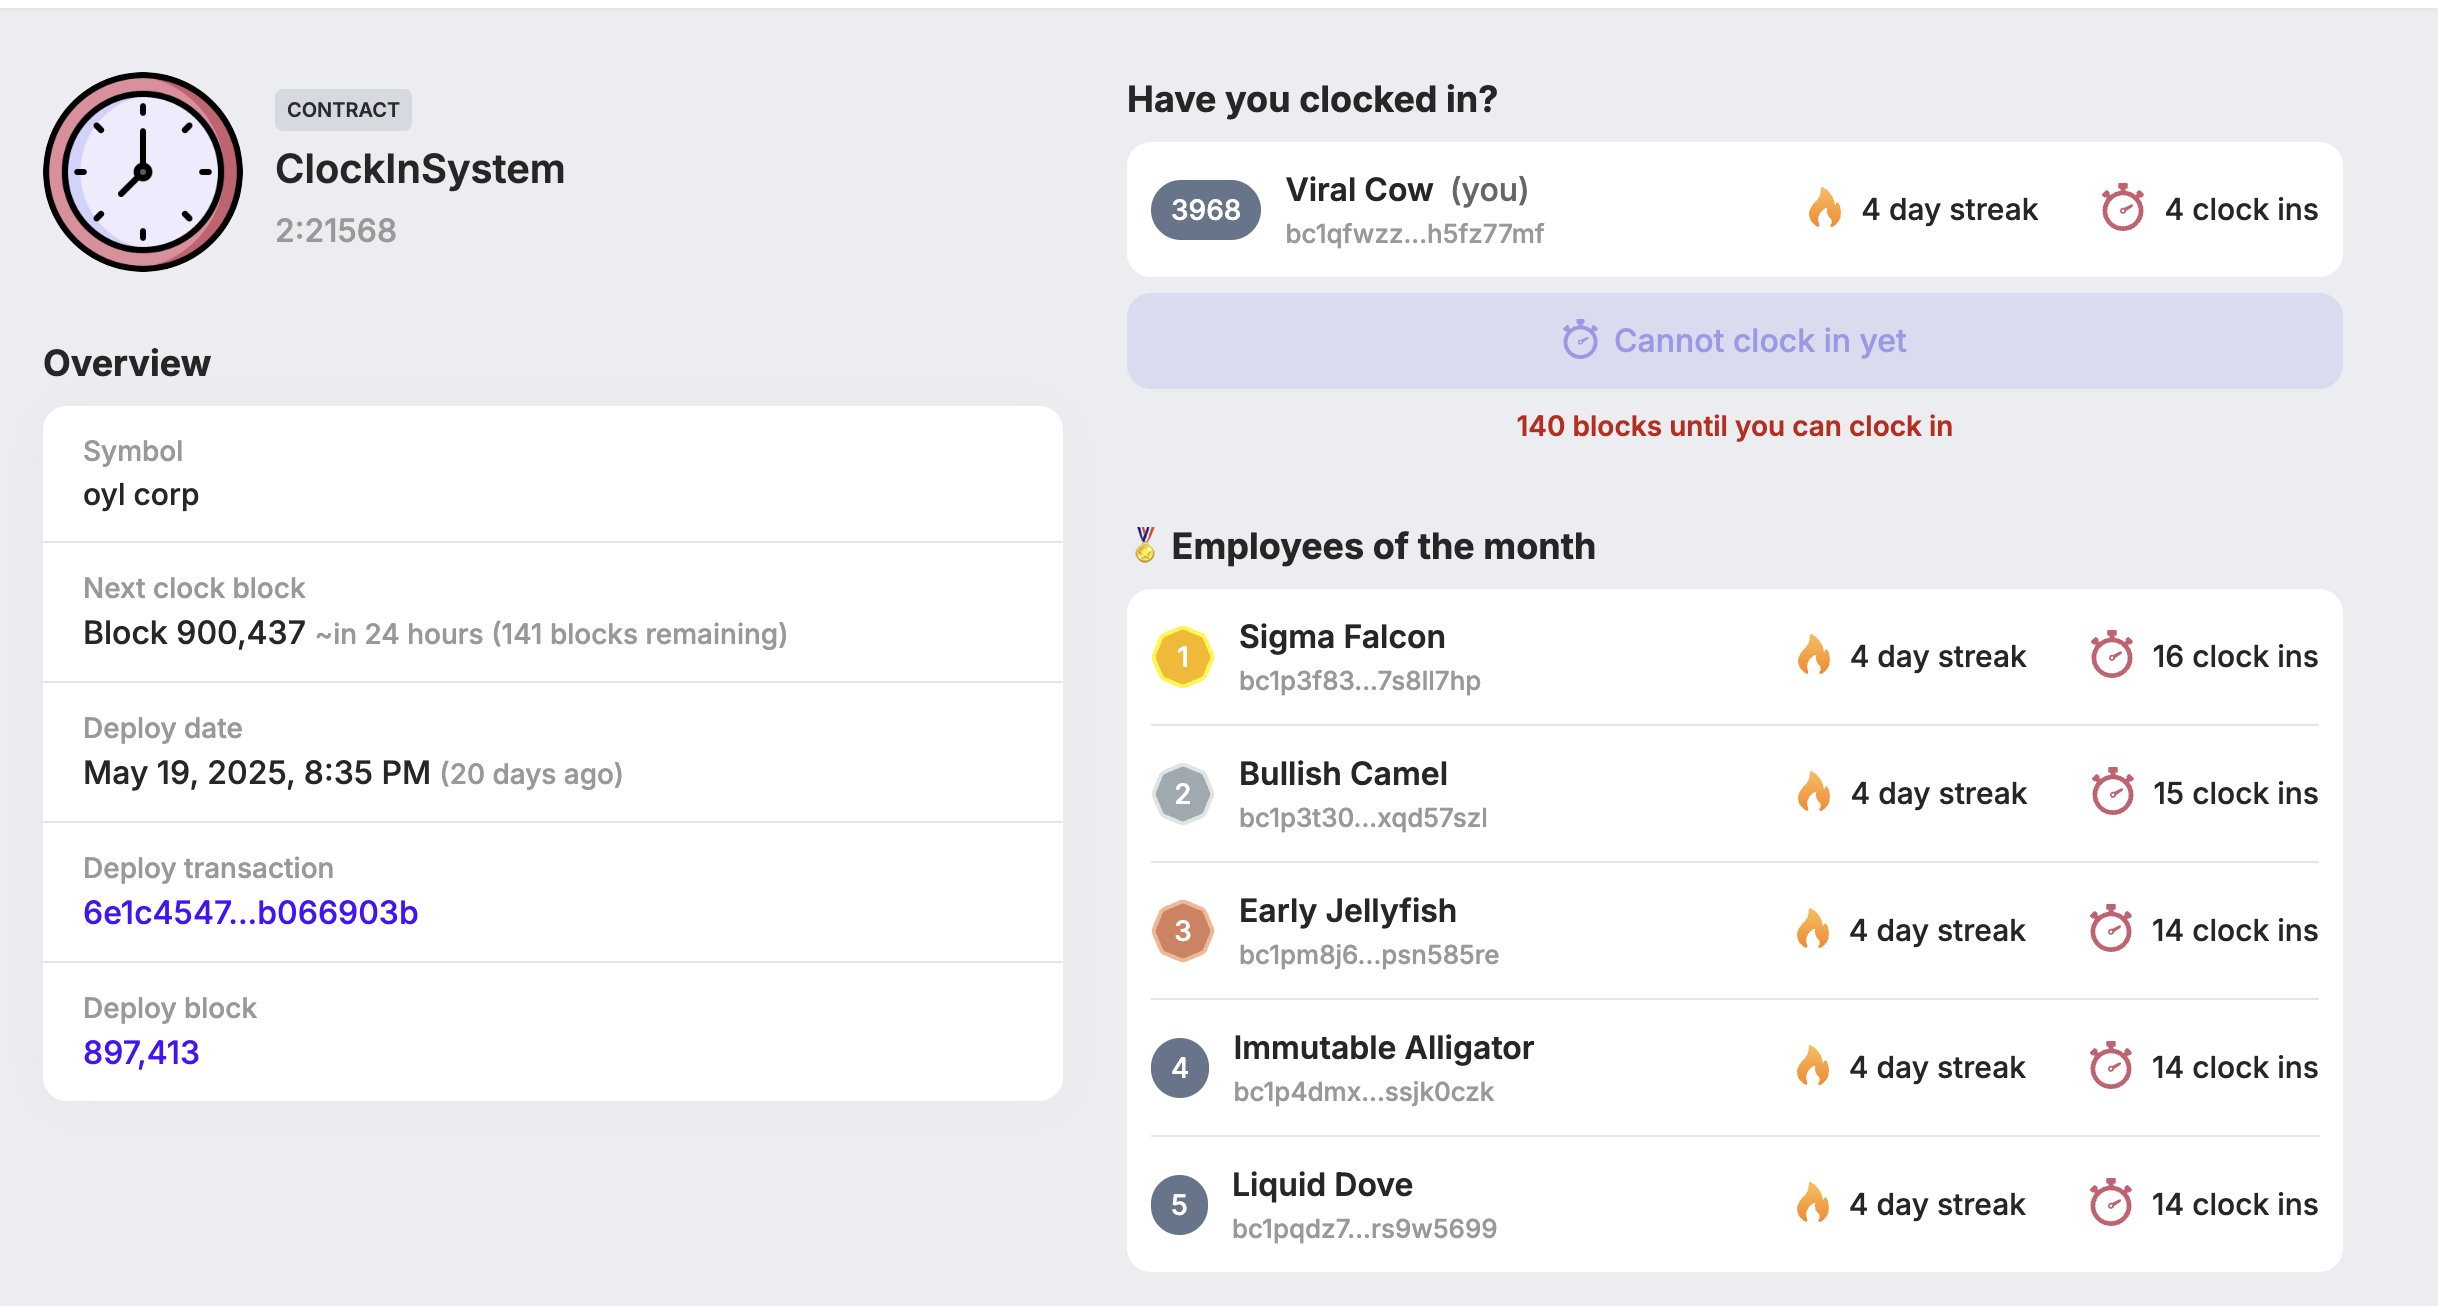 CONTRACT
ClockInSystem
2:21568
Overview
Symbol
oyl corp
Next clock block
Block 900,437 ~in 24 hours (141 blocks remaining)
Deploy date
May 19, 2025, 8:35 PM (20 days ago)
Deploy transaction
6e1c4547...b066903b
Deploy block
897,413
Have you clocked in?
3968
Viral Cow (you)
bc1qfwzz...h5fz77mf
4 day streak
4 clock ins
Cannot clock in yet
140 blocks until you can clock in
Employees of the month
1
Sigma Falcon
bc1p3f83...7s8ll7hp
4 day streak
16 clock ins
2
Bullish Camel
bc1p3t30...xqd57szl
4 day streak
15 clock ins
3
Early Jellyfish
bc1pm8j6...psn585re
4 day streak
14 clock ins
4
Immutable Alligator
bc1p4dmx...ssjk0czk
4 day streak
14 clock ins
5
Liquid Dove
bc1pqdz7...rs9w5699
4 day streak
14 clock ins